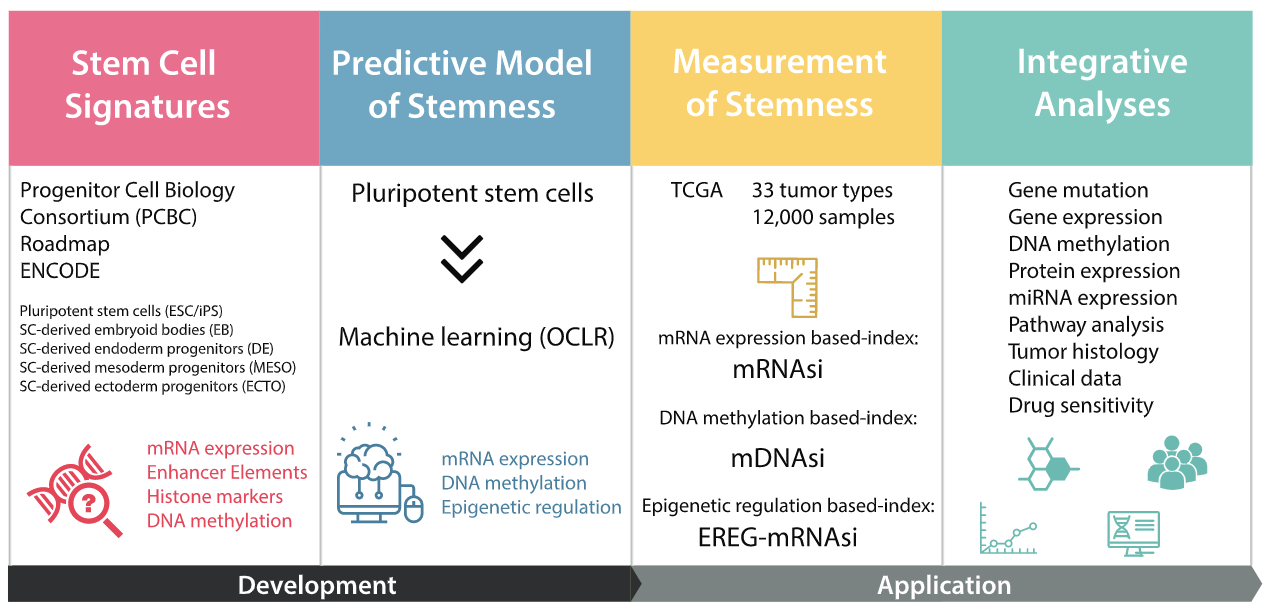 Stem Cell
Signatures
Progenitor Cell Biology
Consortium (PCBC)
Roadmap
ENCODE
Pluripotent stem cells (ESC/iPS)
SC-derived embryoid bodies (EB)
SC-derived endoderm progenitors (DE)
SC-derived mesoderm progenitors (MESO)
SC-derived ectoderm progenitors (ECTO)
?
mRNA expression
Enhancer Elements
Histone markers
DNA methylation
Predictive Model
of Stemness
Pluripotent stem cells
Machine learning (OCLR)
mRNA expression
DNA methylation
Epigenetic regulation
Measurement
of Stemness
TCGA 33 tumor types
12,000 samples
mRNA expression based-index:
mRNAsi
DNA methylation based-index:
mDNAsi
Epigenetic regulation based-index:
EREG-mRNAsi
Integrative
Analyses
Gene mutation
Gene expression
DNA methylation
Protein expression
miRNA expression
Pathway analysis
Tumor histology
Clinical data
Drug sensitivity
Development
Application